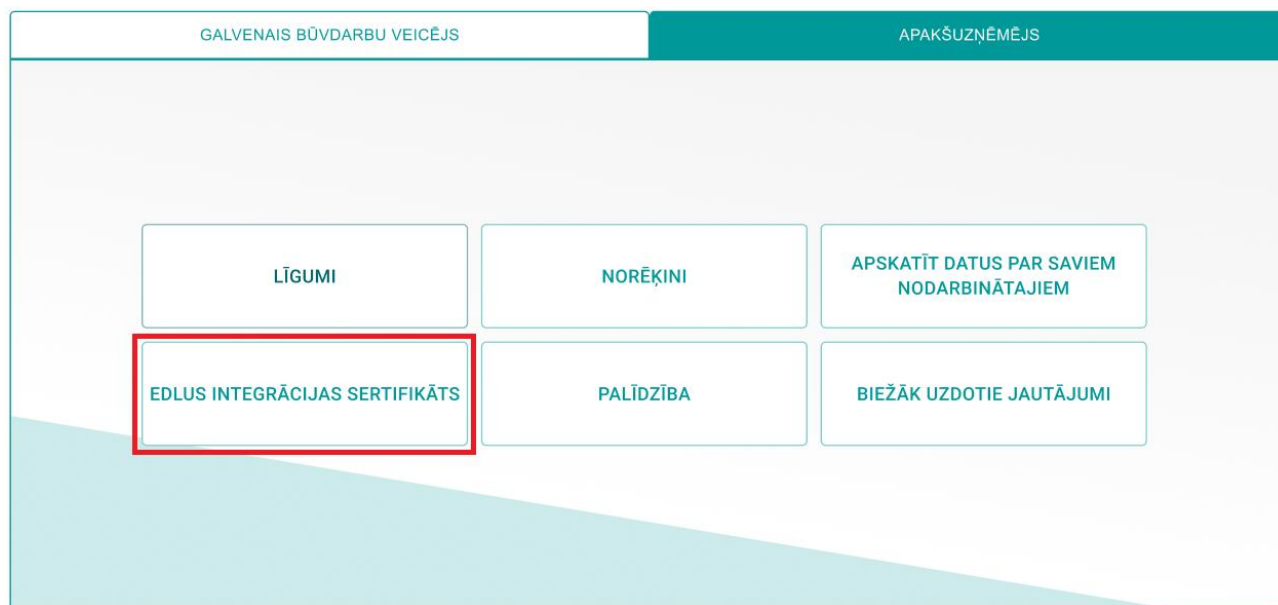 GALVENAIS BŪVDARBU VEICĒJS
APAKŠUZŅĒMĒJS
LĪGUMI
NORĒĶINI
APSKATĪT DATUS PAR SAVIEM
NODARBINĀTAJIEM
EDLUS INTEGRĀCIJAS SERTIFIKĀTS
PALĪDZĪBA
BIEŽĀK UZDOTIE JAUTĀJUMI